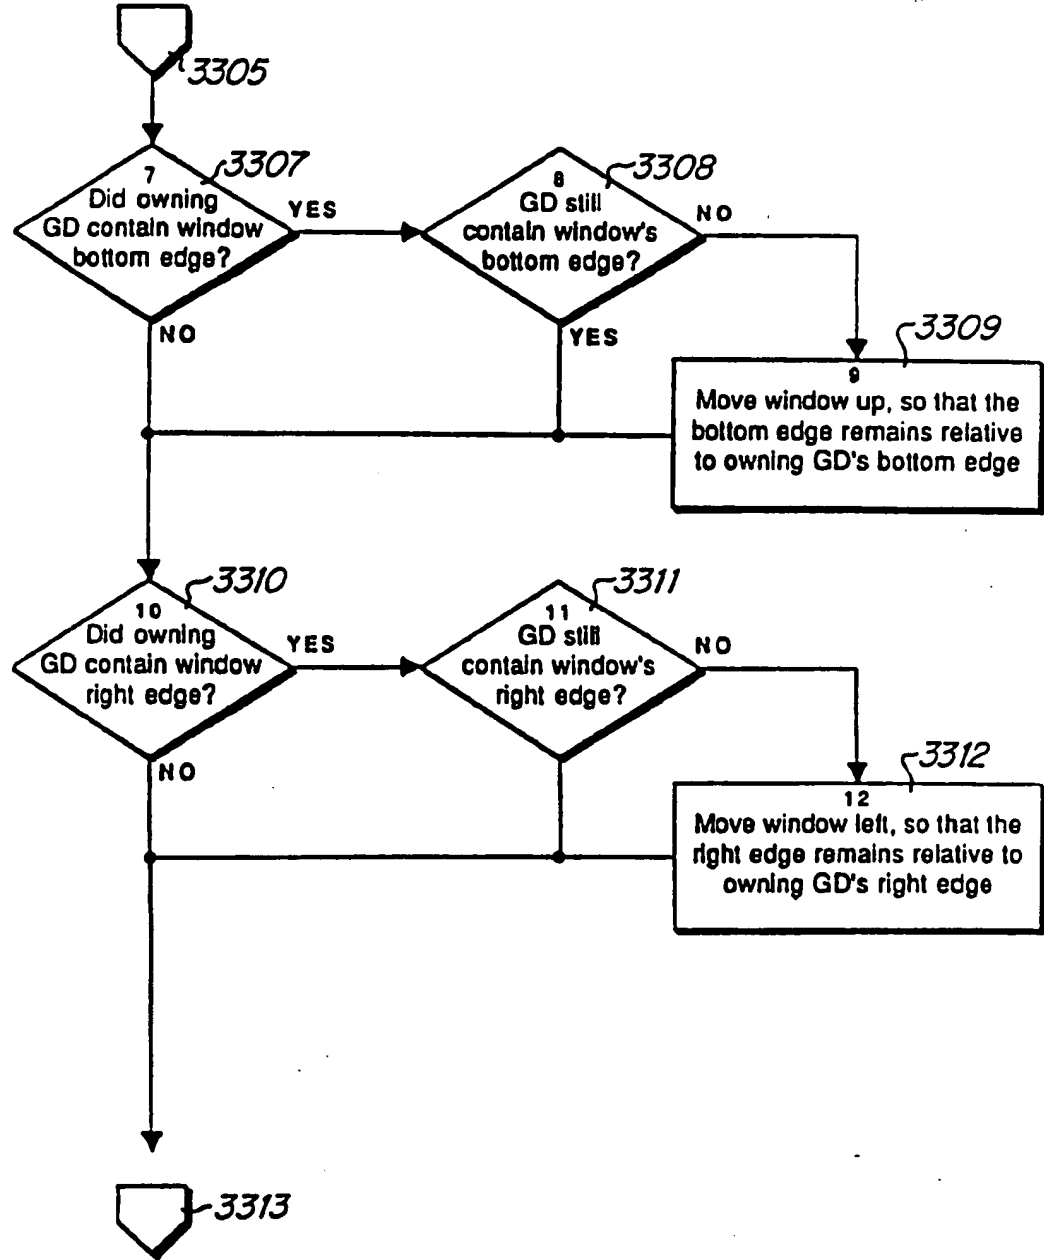 3305
3307
7
Did owning
GD contain window
bottom edge?
YES
NO
3308
8
GD still
contain window's
bottom edge?
NO
YES
3309
9
Move window up, so that the
bottom edge remains relative
to owning GD's bottom edge
3310
10
Did owning
GD contain window
right edge?
YES
NO
3311
11
GD still
contain window's
right edge?
NO
3312
12
Move window left, so that the
right edge remains relative to
owning GD's right edge
3313